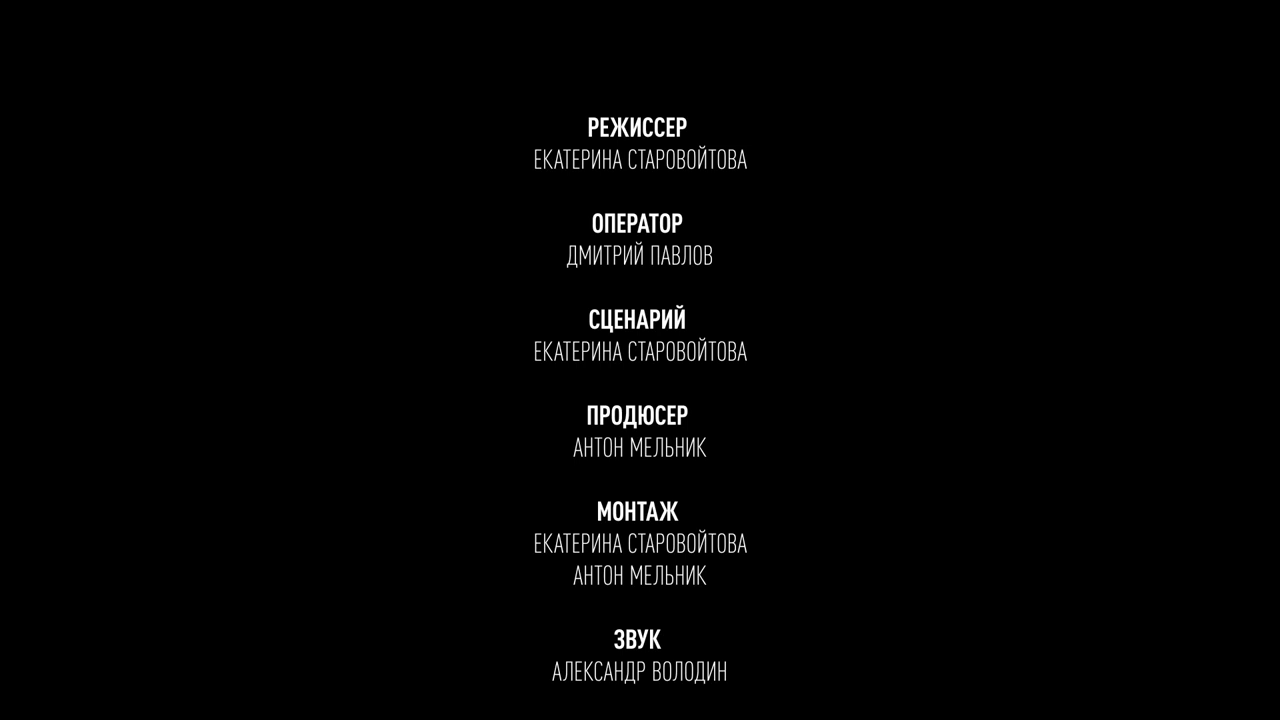 РЕЖИССЕР
ЕКАТЕРИНА СТАРОВОЙТОВА
ОПЕРАТОР
ДМИТРИЙ ПАВЛОВ
СЦЕНАРИЙ
ЕКАТЕРИНА СТАРОВОЙТОВА
ПРОДЮСЕР
АНТОН МЕЛЬНИК
МОНТАЖ
ЕКАТЕРИНА СТАРОВОЙТОВА
АНТОН МЕЛЬНИК
ЗВУК
АЛЕКСАНДР ВОЛОДИН